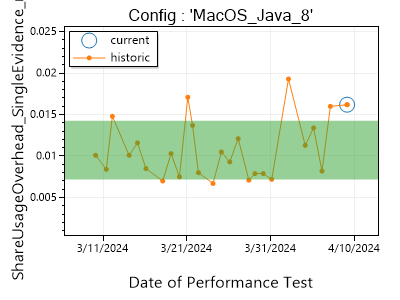 Config : 'MacOS_Java_8'
ShareUsageOverhead_SingleEvidence_
current
historic
0.025
0.02
0.015
0.01
0.005
3/11/2024
3/21/2024
3/31/2024
4/10/2024
Date of Performance Test